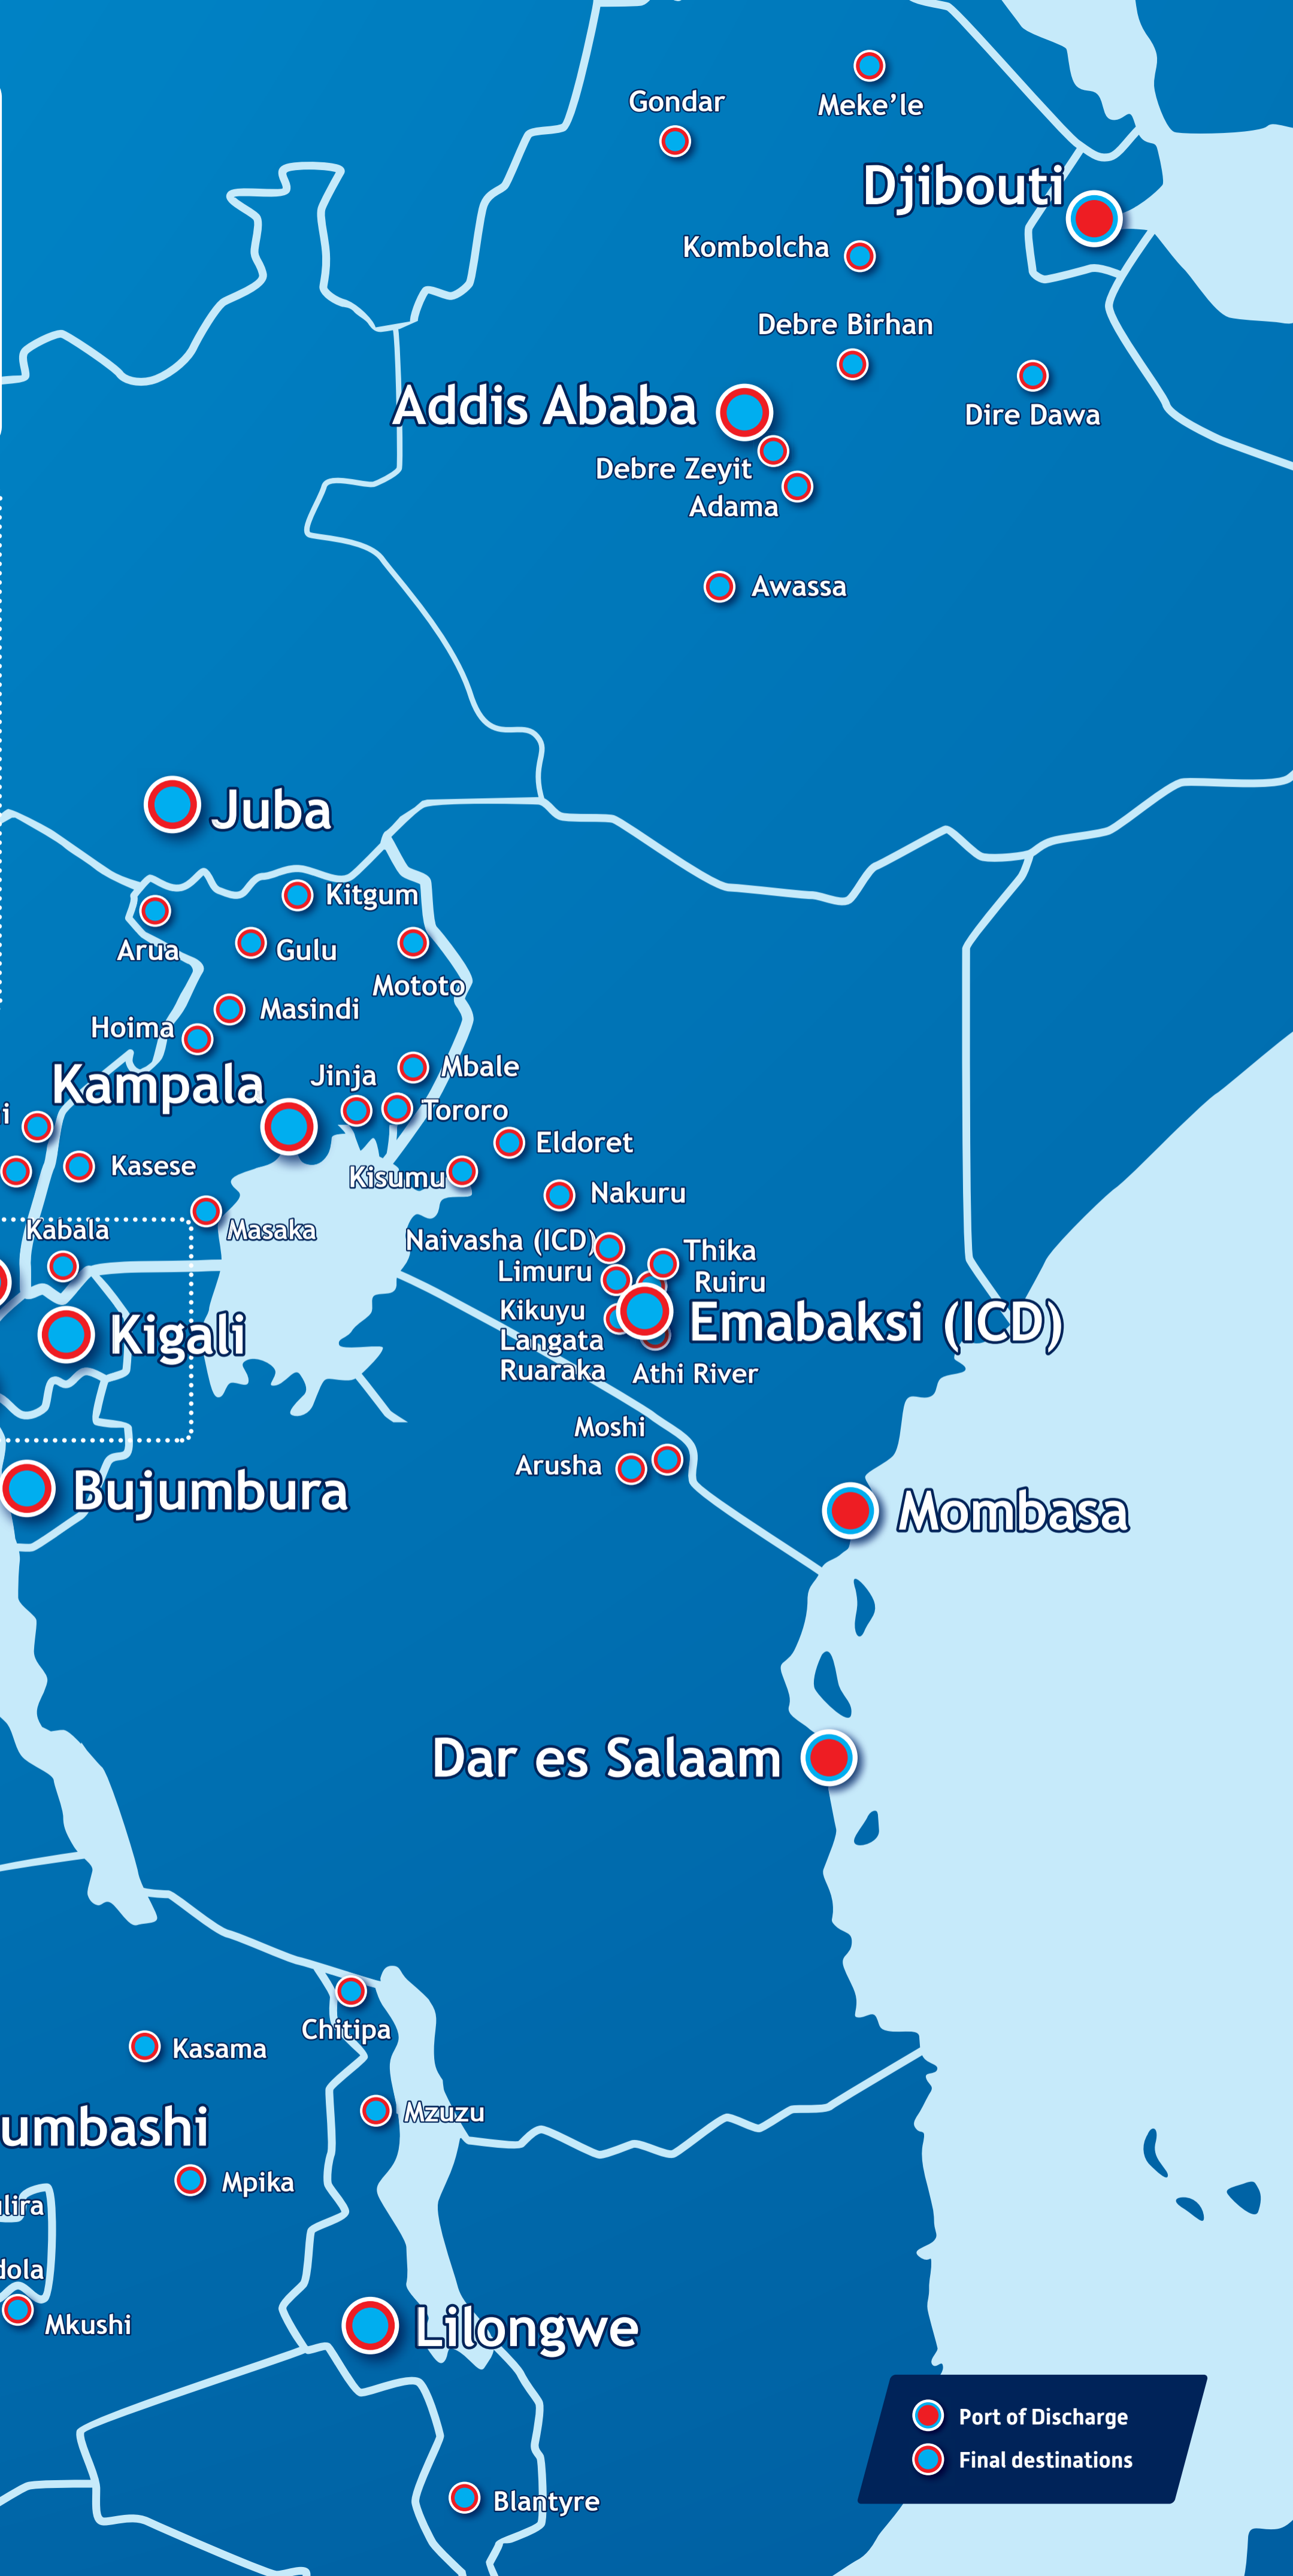 Meke’le
Gondar
Djibouti
Kombolcha
Debre Birhan
Addis Ababa
Dire Dawa
Debre Zeyit
Adama
Awassa
Juba
Kitgum
Arua
Gulu
Mototo
Masindi
Hoima
Kampala
Jinja
Mbale
i
Tororo
Eldoret
Kasese
Kisumu
Nakuru
Kabala
Masaka
Naivasha (ICD)
Thika
Limuru
Ruiru
Kikuyu
Emabaksi (ICD)
Kigali
Langata
Ruaraka
Athi River
Moshi
Arusha
Bujumbura
Mombasa
Dar es Salaam
Chitipa
Kasama
Mzuzu
umbashi
Mpika
lira
dola
Mkushi
Lilongwe
Port of Discharge
Final destinations
Blantyre